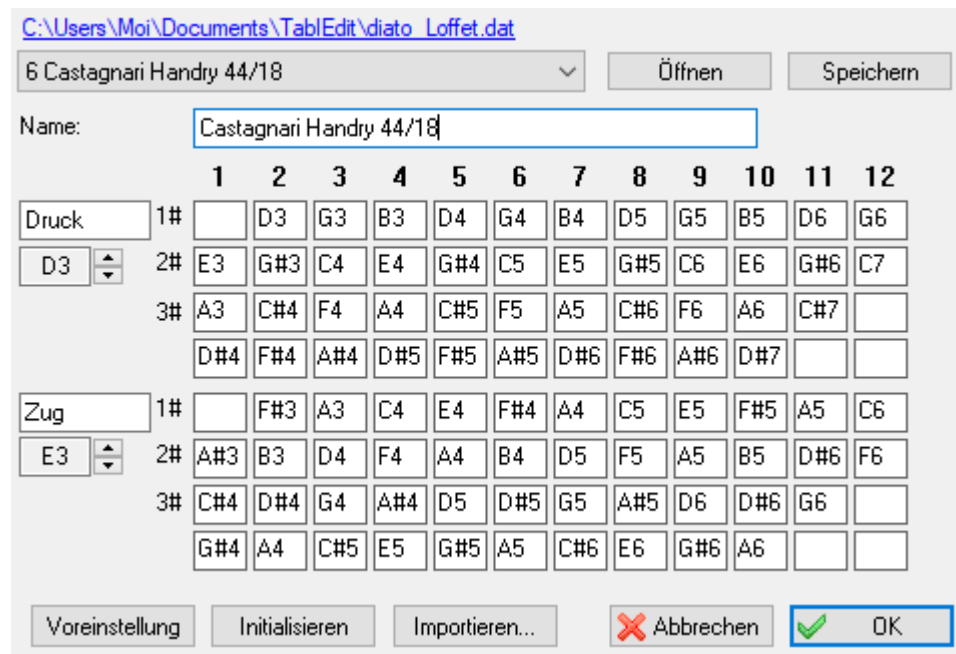 C:\Users\Moi\Documents\TablEdit\diato_Loffet.dat
6 Castagnari Handry 44/18 Öffnen Speichern
Name: Castagnari Handry 44/18
1 2 3 4 5 6 7 8 9 10 11 12
Druck 1# D3 G3 B3 D4 G4 B4 D5 G5 B5 D6 G6
D3 2# E3 G#3 C4 E4 G#4 C5 E5 G#5 C6 E6 G#6 C7
3# A3 C#4 F4 A4 C#5 F5 A5 C#6 F6 A6 C#7
D#4 F#4 A#4 D#5 F#5 A#5 D#6 F#6 A#6 D#7
Zug 1# F#3 A3 C4 E4 F#4 A4 C5 E5 F#5 A5 C6
E3 2# A#3 B3 D4 F4 A4 B4 D5 F5 A5 B5 D#6 F6
3# C#4 D#4 G4 A#4 D5 D#5 G5 A#5 D6 D#6 G6
G#4 A4 C#5 E5 G#5 A5 C#6 E6 G#6 A6
Voreinstellung Initialisieren Importieren... Abbrechen OK